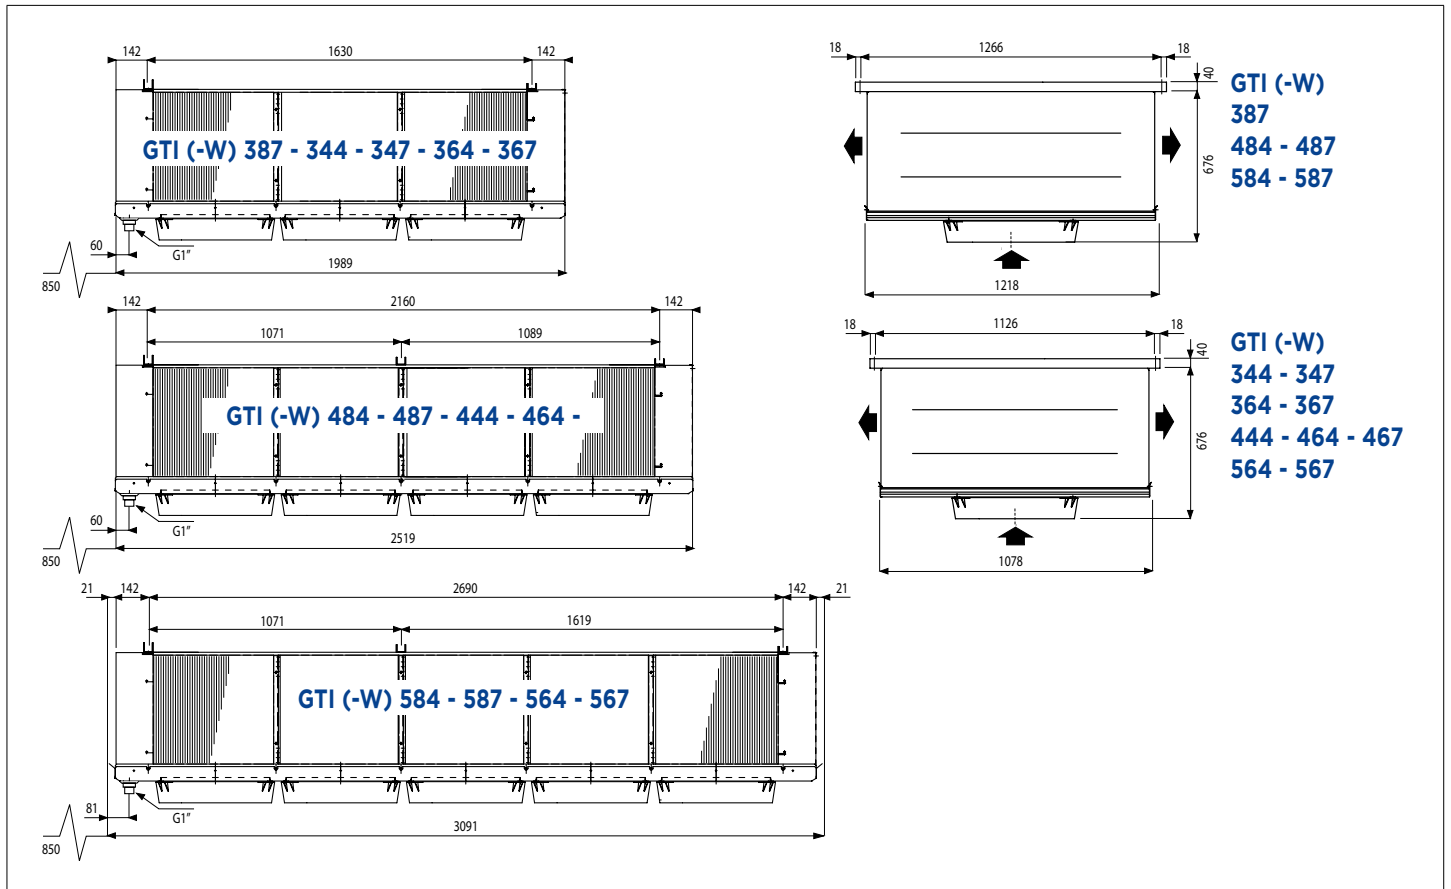 142 1630 142
GTI (-W) 387 - 344 - 347 - 364 - 367
60
G1"
1989
850
142 2160 142
1071 1089
GTI (-W) 484 - 487 - 444 - 464 -
60
G1"
2519
850
21 142 2690 142 21
1071 1619
GTI (-W) 584 - 587 - 564 - 567
81
G1"
3091
850
18 1266 18
40
676
1218
GTI (-W)
387
484 - 487
584 - 587
18 1126 18
40
676
1078
GTI (-W)
344 - 347
364 - 367
444 - 464 - 467
564 - 567